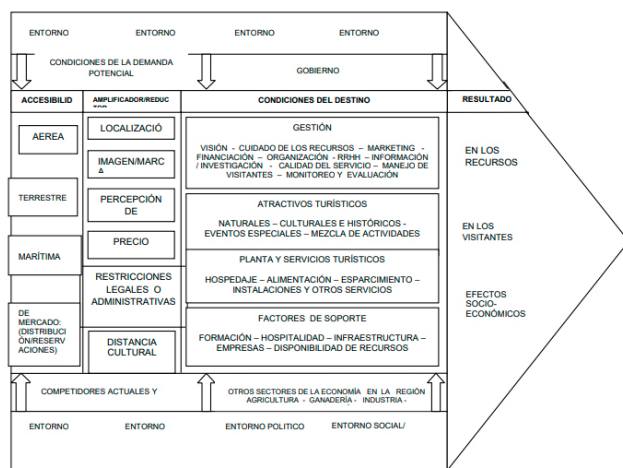 ENTORNO ENTORNO ENTORNO ENTORNO
CONDICIONES DE LA DEMANDA
POTENCIAL
GOBIERNO
ACCESIBILID
AMPLIFICADOR/REDUC
CONDICIONES DEL DESTINO
RESULTADO
AEREA
TERRESTRE
MARÍTIMA
DE
MERCADO:
(DISTRIBUCI
ÓN/RESERV
ACIONES)
LOCALIZACIÓ
IMAGEN/MARC
A
PERCEPCIÓN
DE
PRECIO
RESTRICCIONES
LEGALES O
ADMINISTRATIVAS
DISTANCIA
CULTURAL
GESTIÓN
VISIÓN - CUIDADO DE LOS RECURSOS – MARKETING -
FINANCIACIÓN – ORGANIZACIÓN - RRHH – INFORMACIÓN
/ INVESTIGACIÓN - CALIDAD DEL SERVICIO – MANEJO DE
VISITANTES – MONITOREO Y EVALUACIÓN
ATRACTIVOS TURÍSTICOS
NATURALES – CULTURALES E HISTÓRICOS -
EVENTOS ESPECIALES – MEZCLA DE ACTIVIDADES
PLANTA Y SERVICIOS TURÍSTICOS
HOSPEDAJE – ALIMENTACIÓN – ESPARCIMIENTO –
INSTALACIONES Y OTROS SERVICIOS
FACTORES DE SOPORTE
FORMACIÓN – HOSPITALIDAD – INFRAESTRUCTURA –
EMPRESAS – DISPONIBILIDAD DE RECURSOS
EN LOS
RECURSOS
EN LOS
VISITANTES
EFECTOS
SOCIO-
ECONÓMICOS
COMPETIDORES ACTUALES Y
OTROS SECTORES DE LA ECONOMÍA EN LA REGIÓN
AGRICULTURA - GANADERÍA - INDUSTRIA -
ENTORNO ENTORNO ENTORNO POLITICO ENTORNO SOCIAL/